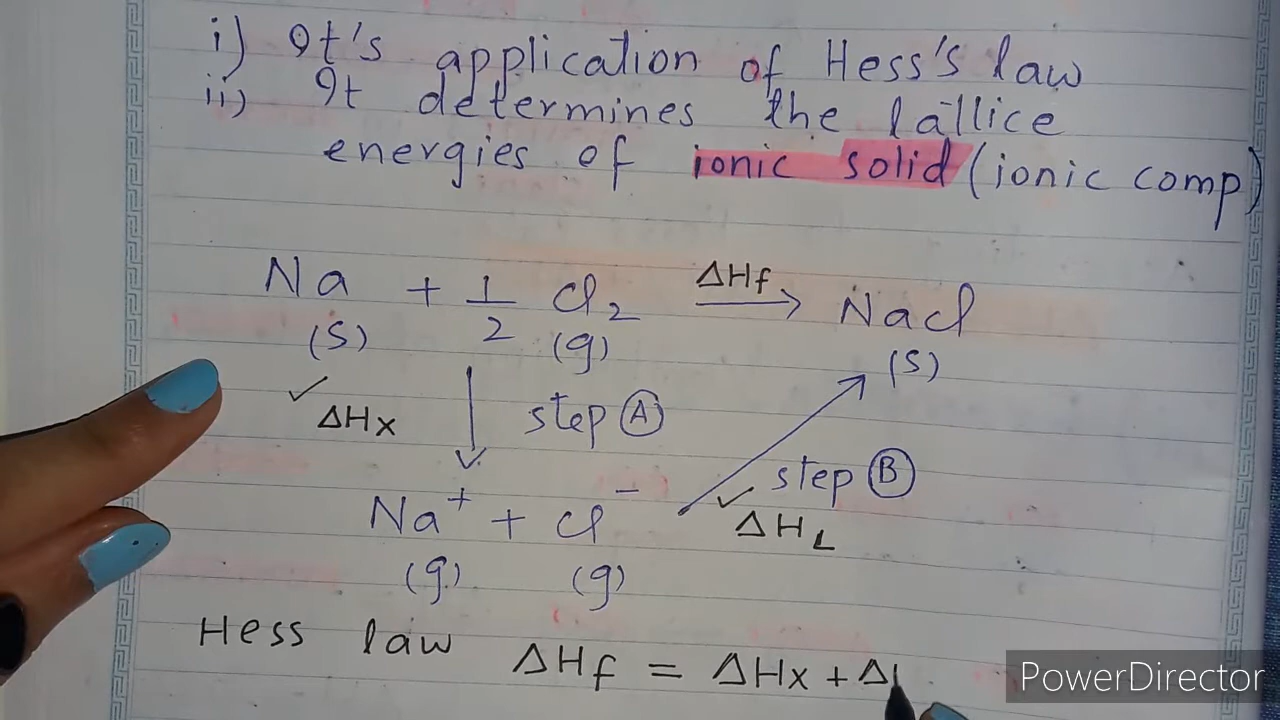 i) It's application of Hess's law
ii) It determines the lattice
energies of ionic solid (ionic comp)
Na + 1/2 Cl2 ΔHf → NaCl
(s) (g) (s)
ΔHx step A
step B
Na+ + Cl− ΔHL
(g) (g)
Hess law ΔHf = ΔHx + Δ
PowerDirector